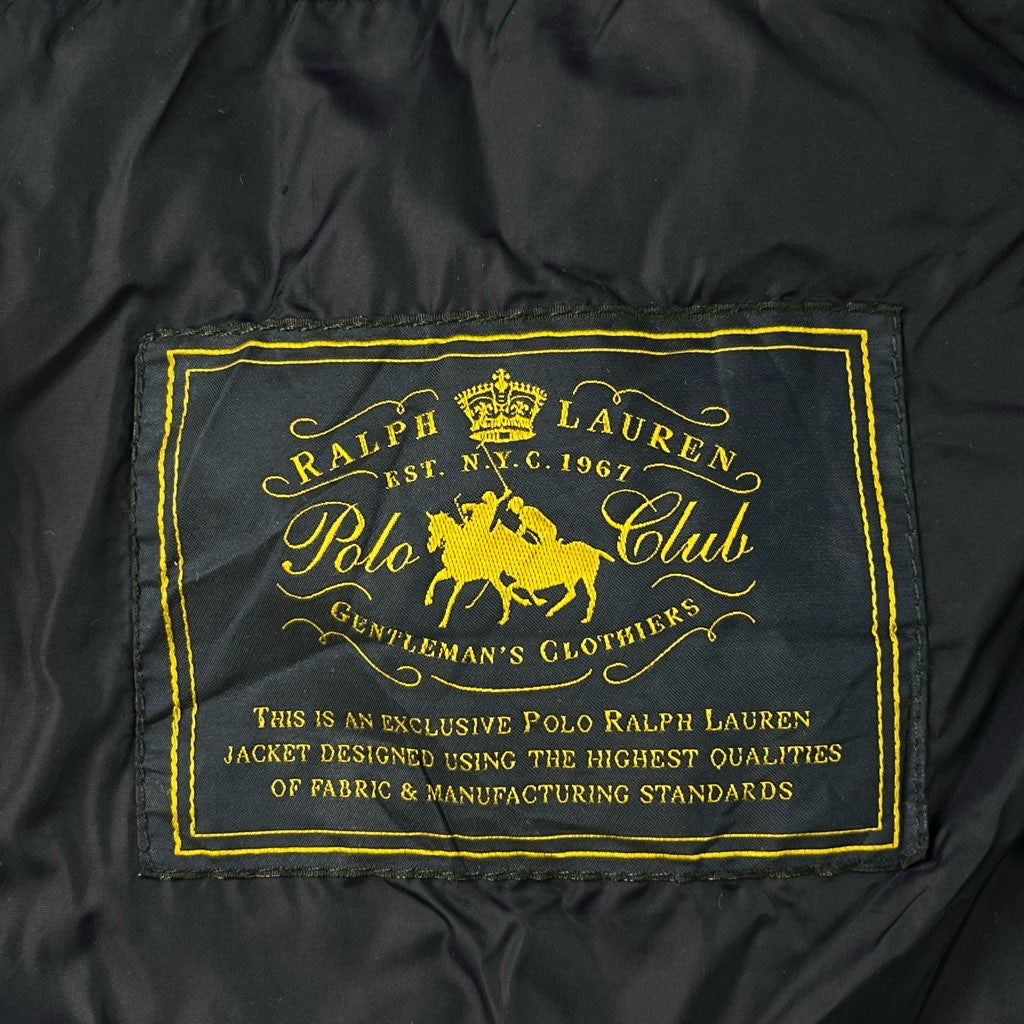 RALPH LAUREN
EST. N.Y.C. 1967
Polo Club
GENTLEMAN'S CLOTHIERS
THIS IS AN EXCLUSIVE POLO RALPH LAUREN
JACKET DESIGNED USING THE HIGHEST QUALITIES
OF FABRIC & MANUFACTURING STANDARDS